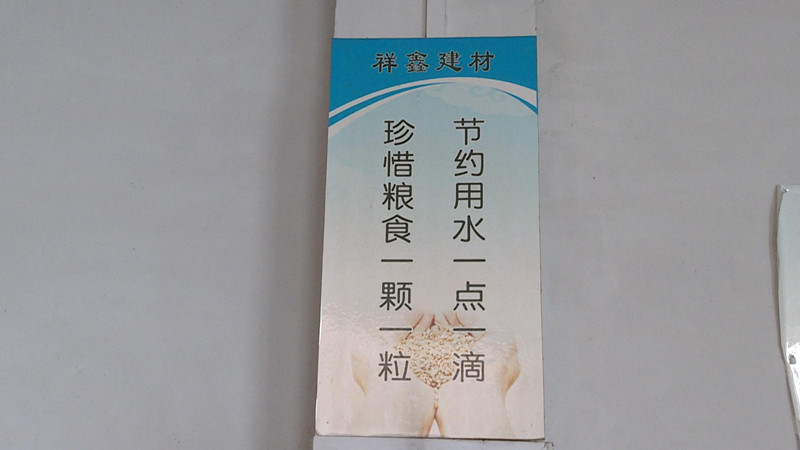 祥鑫建材
节约用水一点一滴
珍惜粮食一颗一粒